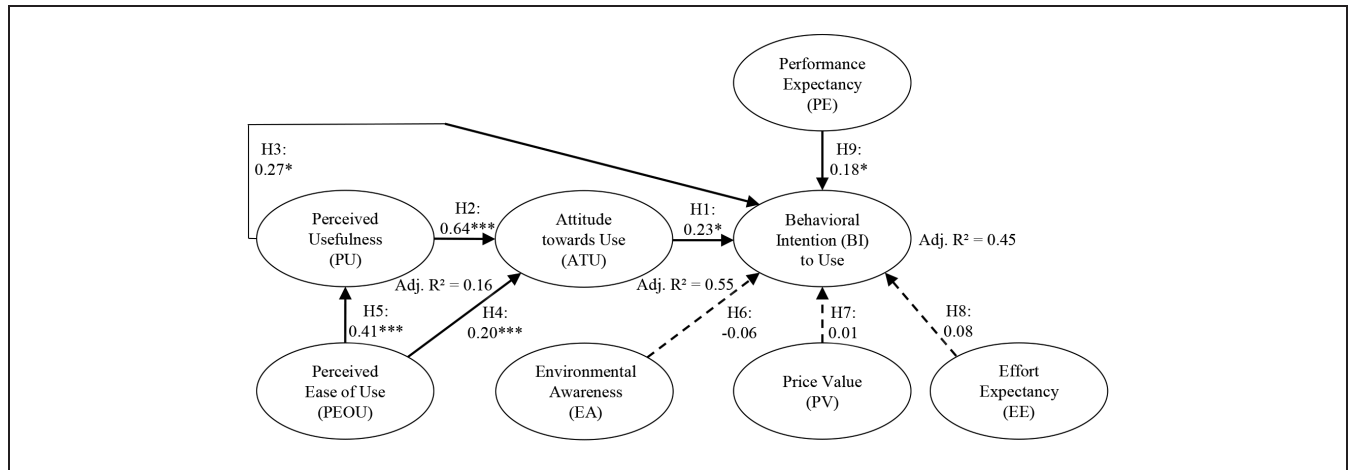 Performance
Expectancy
(PE)
H3:
0.27*
H9:
0.18*
Perceived
Usefulness
(PU)
H2:
0.64***
Attitude
towards Use
(ATU)
H1:
0.23*
Behavioral
Intention (BI)
to Use
Adj. R² = 0.45
Adj. R² = 0.16
Adj. R² = 0.55
H5:
0.41***
H4:
0.20***
H6:
-0.06
H7:
0.01
H8:
0.08
Perceived
Ease of Use
(PEOU)
Environmental
Awareness
(EA)
Price Value
(PV)
Effort
Expectancy
(EE)